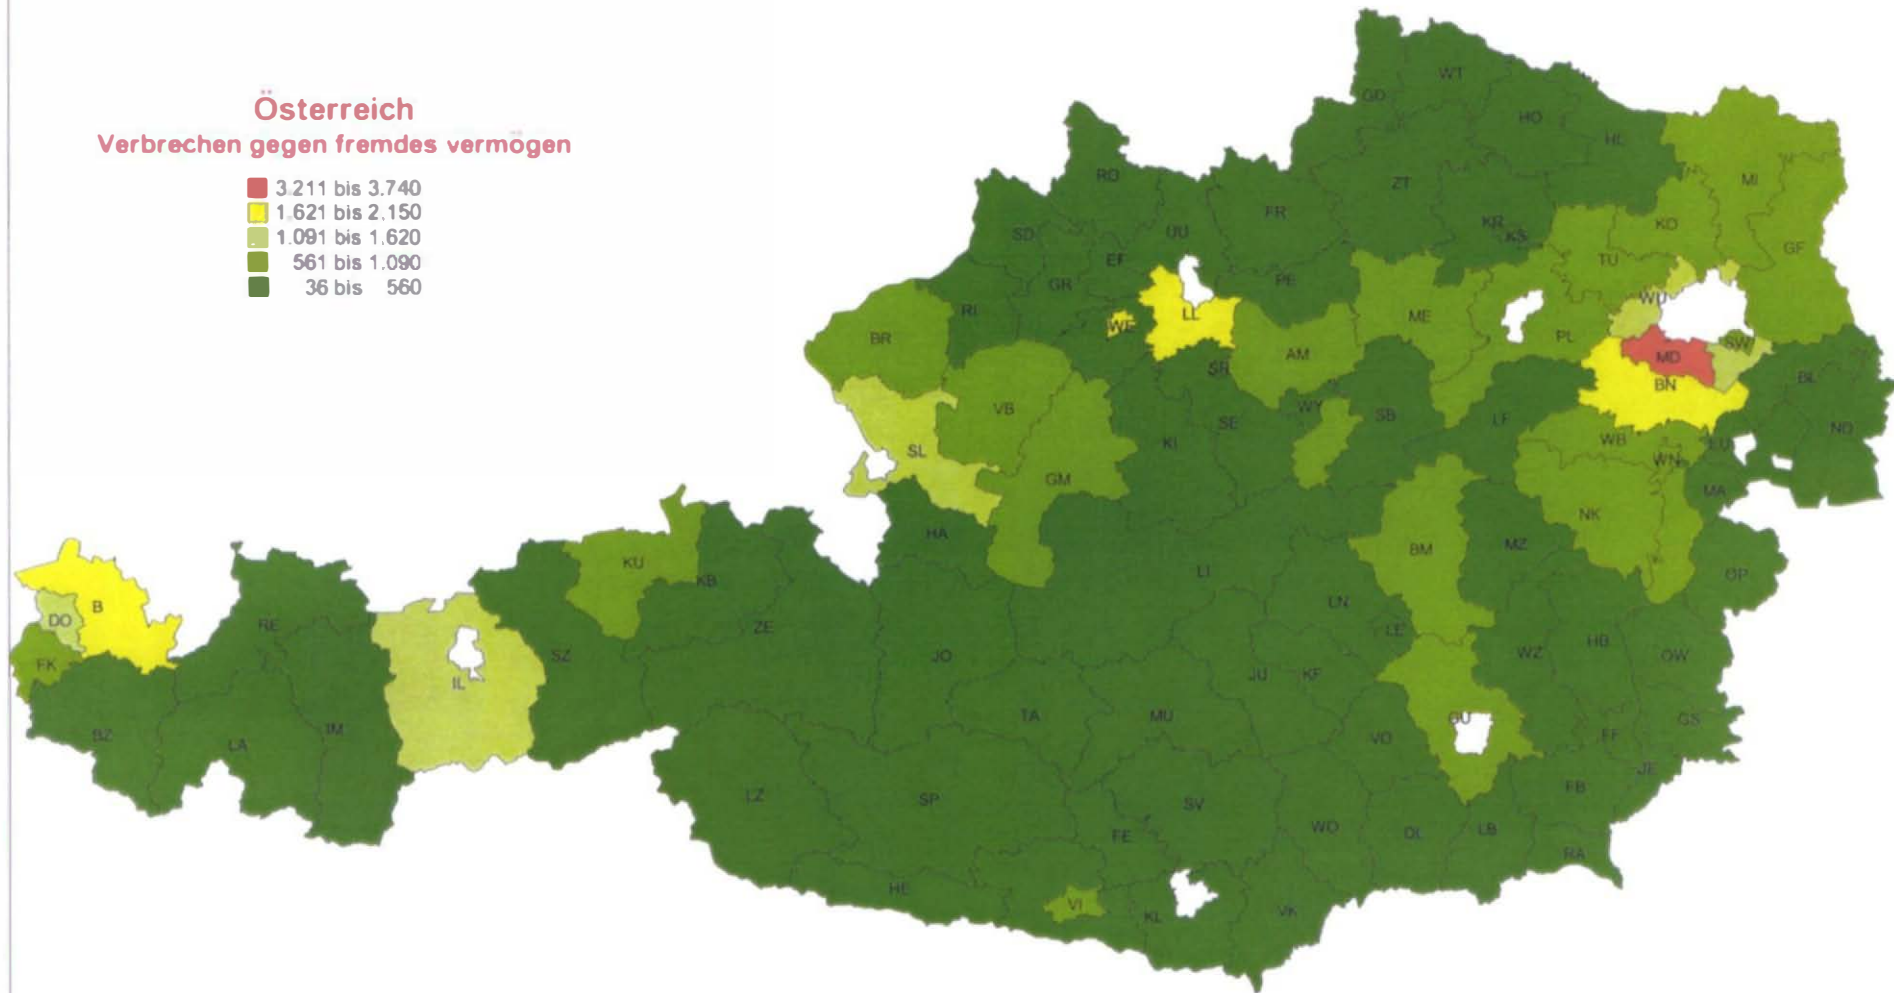 Österreich
Verbrechen gegen fremdes vermögen
3.211 bis 3.740
1.621 bis 2.150
1.091 bis 1.620
561 bis 1.090
36 bis 560
WT
GD
HO
HL
RO
MI
ZT
FR
KR
KS
KO
SD
UU
GF
EF
TU
GR
PE
WU
RI
WE
LL
ME
BR
PL
SW
AM
MD
SR
BL
BN
VB
WY
SB
LF
SE
ND
KI
WB
EU
SL
WN
GM
MA
NK
HA
MZ
BM
KU
LI
OP
KB
LN
B
DO
RE
ZE
LE
HB
SZ
JO
WZ
OW
FK
IL
JU
KF
TA
MU
GU
GS
BZ
IM
VO
FF
LA
JE
FB
LZ
SP
SV
WO
DL
LB
FE
RA
HE
VI
KL
VK